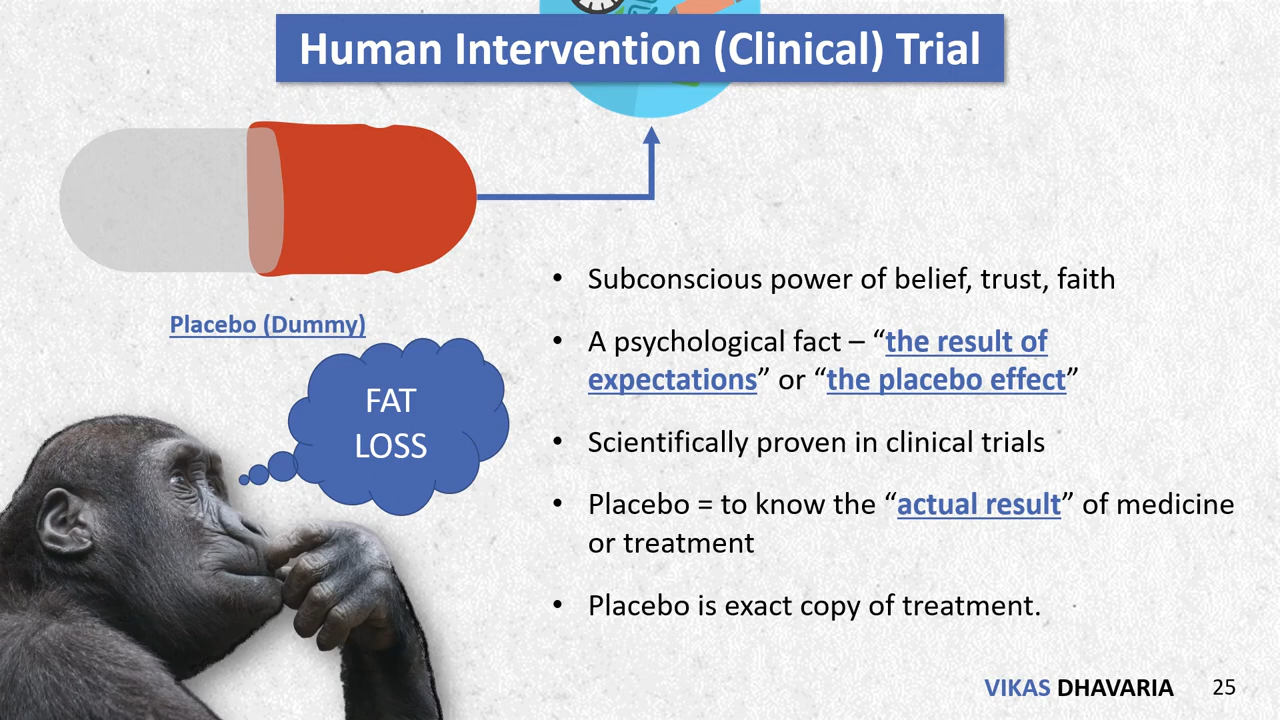 Human Intervention (Clinical) Trial
Placebo (Dummy)
FAT
LOSS
• Subconscious power of belief, trust, faith
• A psychological fact – “the result of
expectations” or “the placebo effect”
• Scientifically proven in clinical trials
• Placebo = to know the “actual result” of medicine
or treatment
• Placebo is exact copy of treatment.
VIKAS DHAVARIA 25